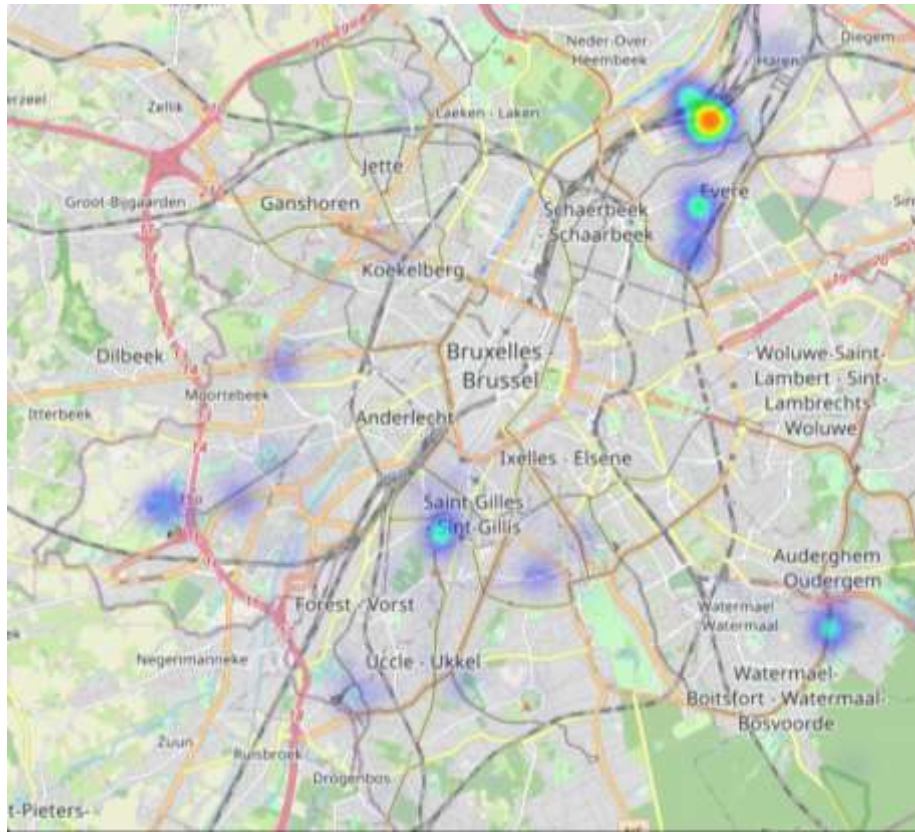 Neder-Over
Heembeek
Diegem
Haren
Zellik
Laeken - Laken
Jette
Evere
Groot-Bijgaarden
Ganshoren
Schaerbeek
- Schaarbeek
Koekelberg
Bruxelles -
Brussel
Dilbeek
Woluwe-Saint-
Lambert - Sint-
Lambrechts-
Woluwe
Moortebeek
Itterbeek
Anderlecht
Ixelles - Elsene
Saint-Gilles
- Sint-Gillis
Auderghem
Oudergem
Forest - Vorst
Watermael
Watermaal
Negenmanneke
Uccle - Ukkel
Watermael-
Boitsfort - Watermaal-
Bosvoorde
Zuun
Ruisbroek
Drogenbos
t-Pieters-